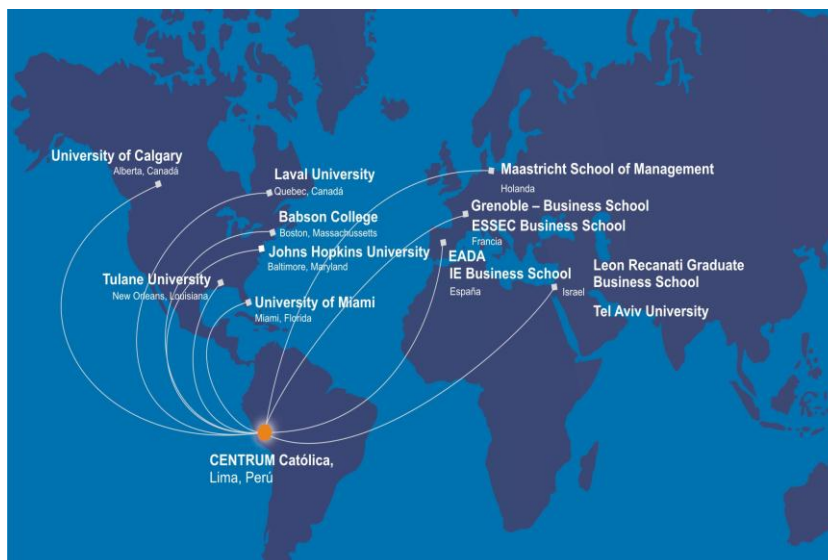 University of Calgary
Alberta, Canadá
Laval University
Quebec, Canadá
Babson College
Boston, Massachusetts
Johns Hopkins University
Baltimore, Maryland
Tulane University
New Orleans, Louisiana
University of Miami
Miami, Florida
Maastricht School of Management
Holanda
Grenoble – Business School
ESSEC Business School
Francia
EADA
IE Business School
España
Leon Recanati Graduate
Business School
Israel
Tel Aviv University
CENTRUM Católica,
Lima, Perú